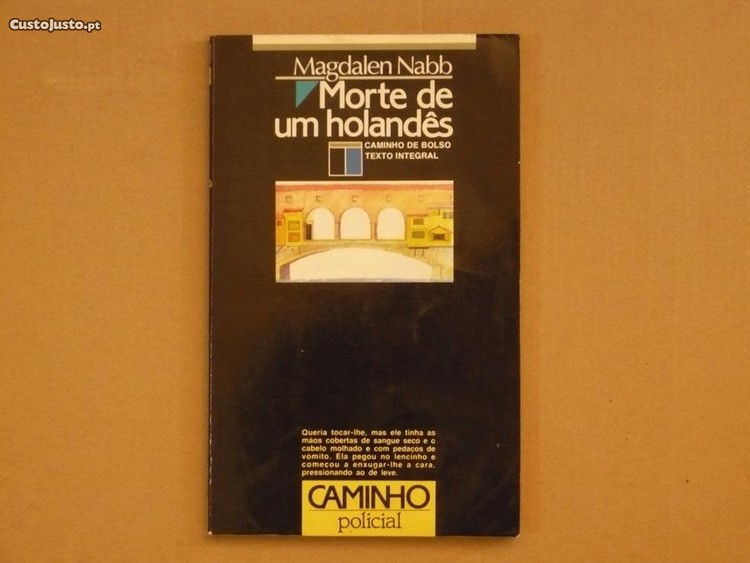 CustoJusto.pt
Magdalen Nabb
Morte de
um holandês
CAMINHO DE BOLSO
TEXTO INTEGRAL
Queria tocar-lhe, mas ele tinha as
mãos cobertas de sangue seco e o
cabelo molhado e com pedaços de
vómito. Ela pegou no lencinho e
começou a enxugar-lhe a cara,
pressionando ao de leve.
CAMINHO
policial